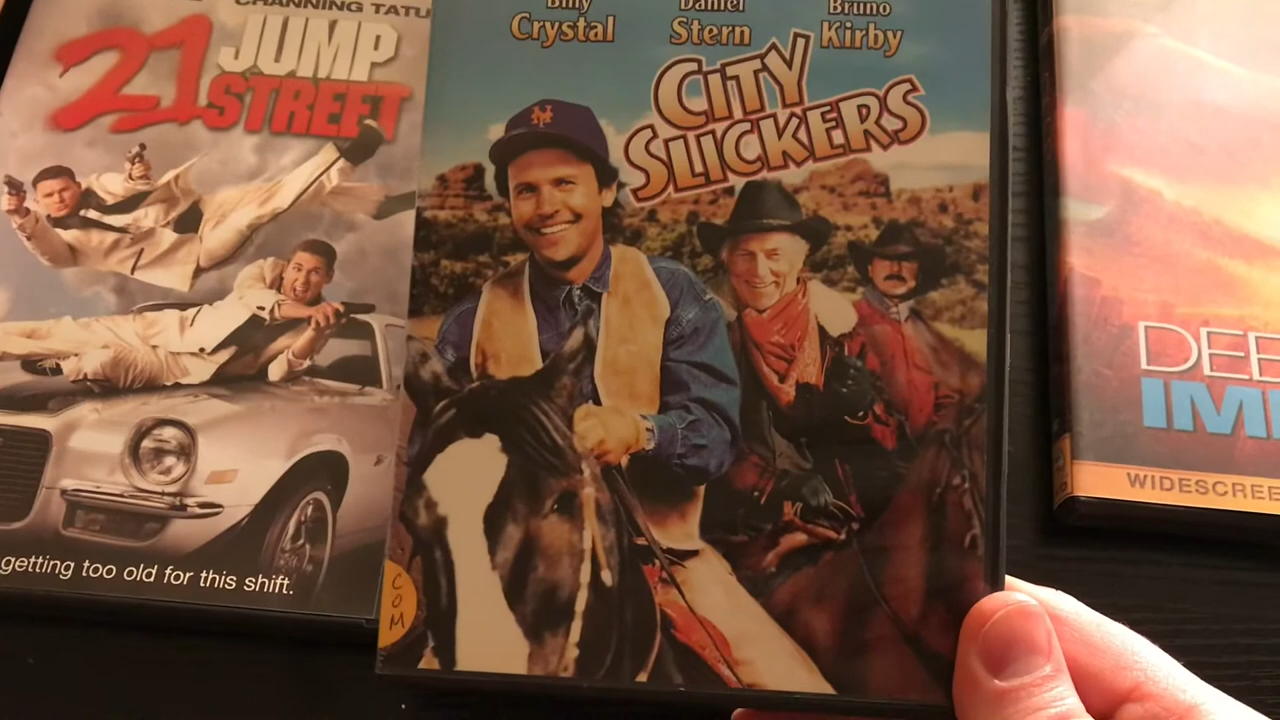 CHANNING TATU
21 JUMP
STREET
getting too old for this shift.
Billy
Crystal
Daniel
Stern
Bruno
Kirby
CITY
SLICKERS
COM
DEE
IM
WIDESCREE